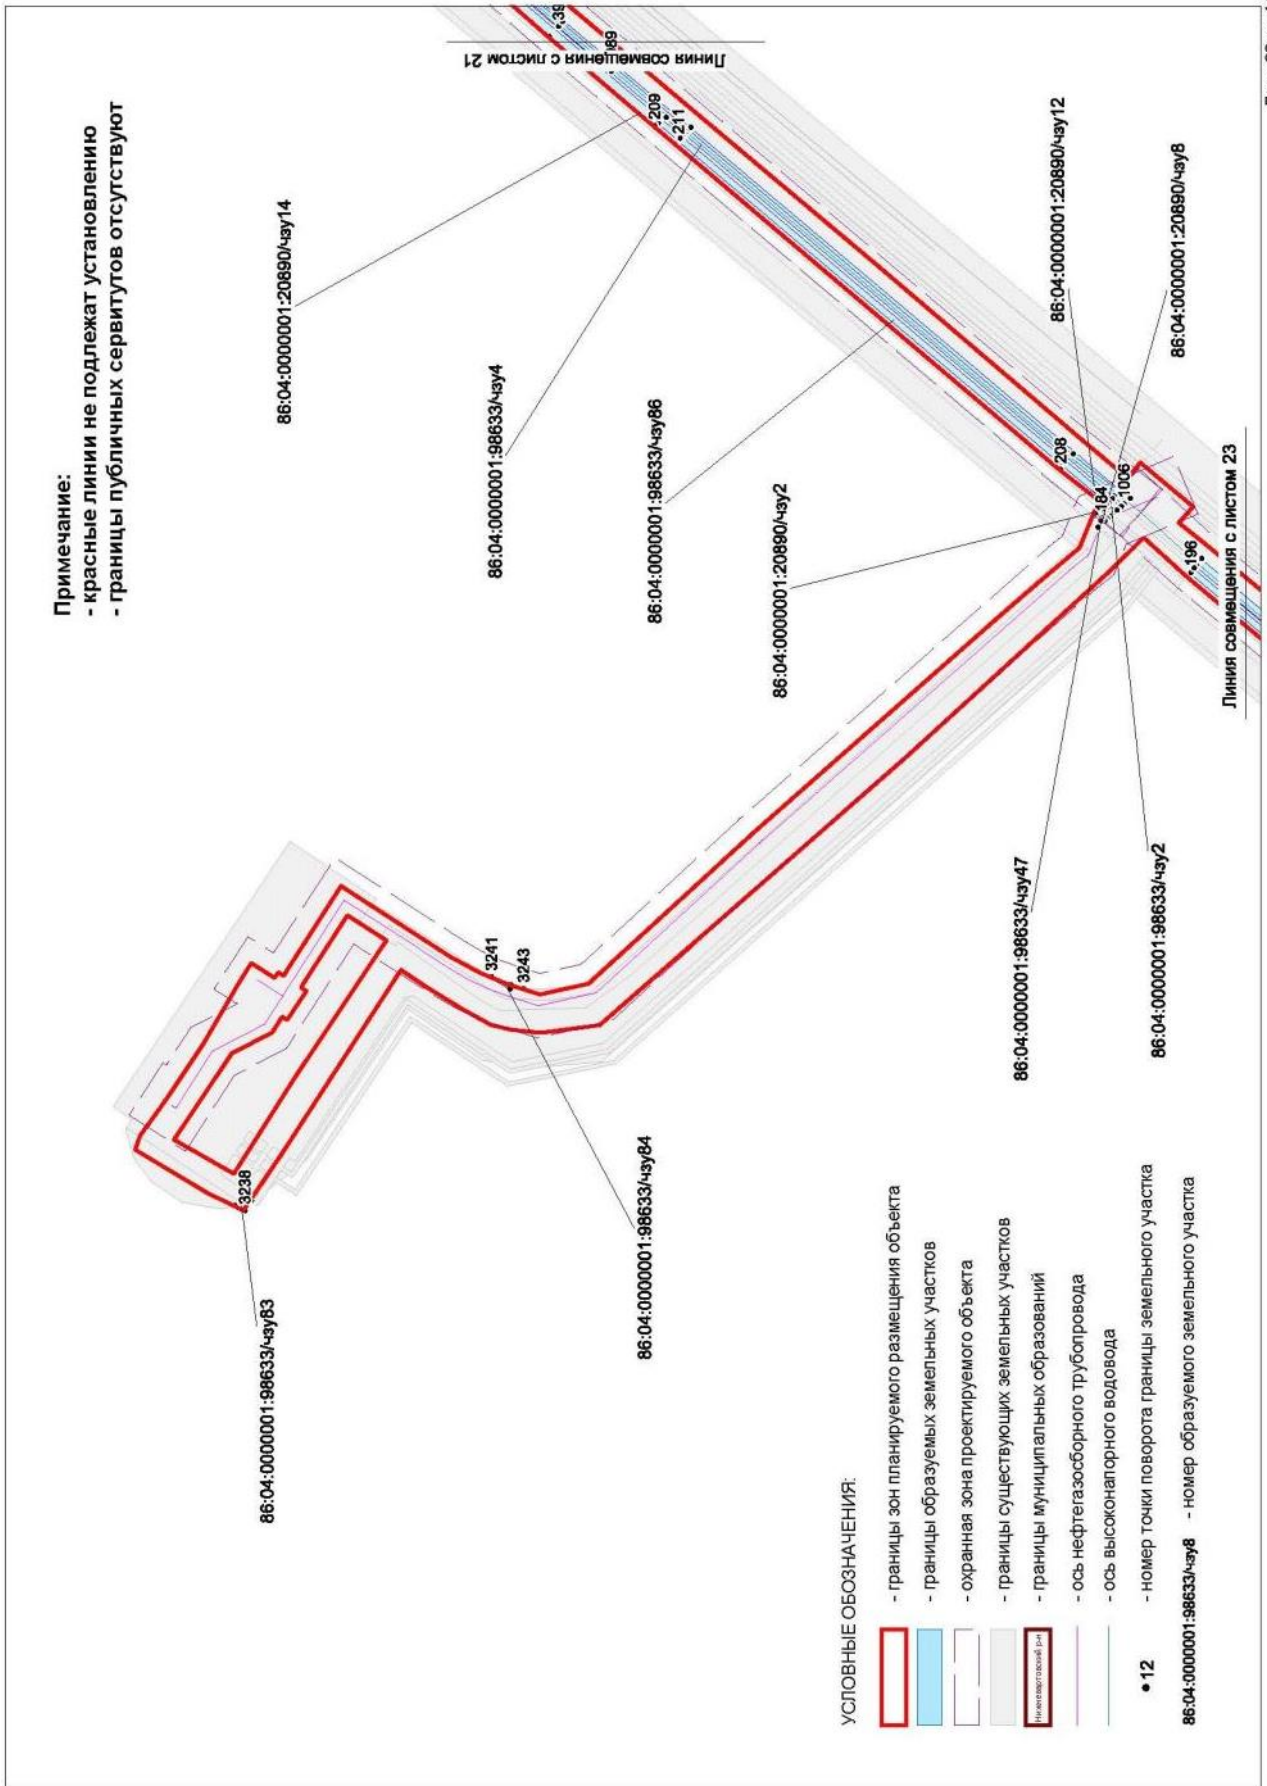 Примечание:
- красные линии не подлежат установлению
- границы публичных сервитутов отсутствуют
Линия совмещения с листом 21
39
89
209
211
86:04:0000001:20890/чзу14
86:04:0000001:98633/чзу4
86:04:0000001:98633/чзу86
86:04:0000001:20890/чзу2
86:04:0000001:20890/чзу12
86:04:0000001:20890/чзу8
208
184
1006
196
Линия совмещения с листом 23
3241
3243
3238
86:04:0000001:98633/чзу47
86:04:0000001:98633/чзу2
86:04:0000001:98633/чзу84
86:04:0000001:98633/чзу83
УСЛОВНЫЕ ОБОЗНАЧЕНИЯ:
- границы зон планируемого размещения объекта
- границы образуемых земельных участков
- охранная зона проектируемого объекта
- границы существующих земельных участков
Нижневартовский р-н - границы муниципальных образований
- ось нефтегазосборного трубопровода
- ось высоконапорного водовода
•12 - номер точки поворота границы земельного участка
86:04:0000001:98633/чзу8 - номер образуемого земельного участка